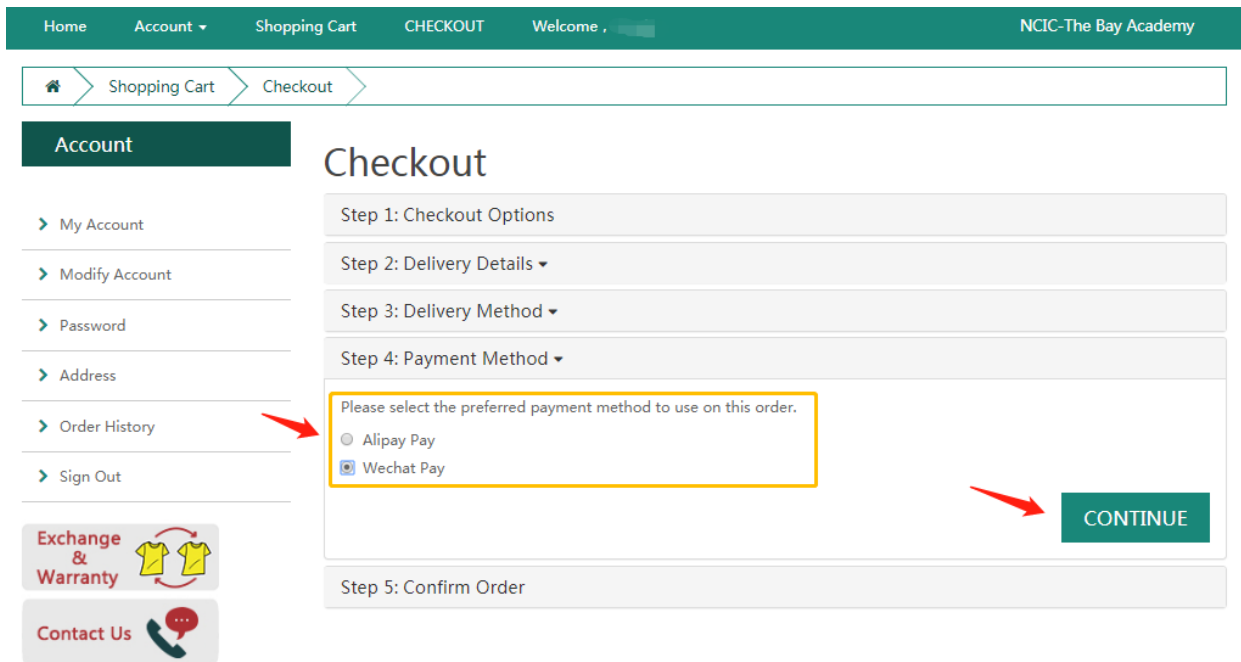 Home Account Shopping Cart CHECKOUT Welcome , NCIC-The Bay Academy
Shopping Cart Checkout
Account
My Account
Modify Account
Password
Address
Order History
Sign Out
Exchange
&
Warranty
Contact Us
Checkout
Step 1: Checkout Options
Step 2: Delivery Details
Step 3: Delivery Method
Step 4: Payment Method
Please select the preferred payment method to use on this order.
Alipay Pay
Wechat Pay
CONTINUE
Step 5: Confirm Order